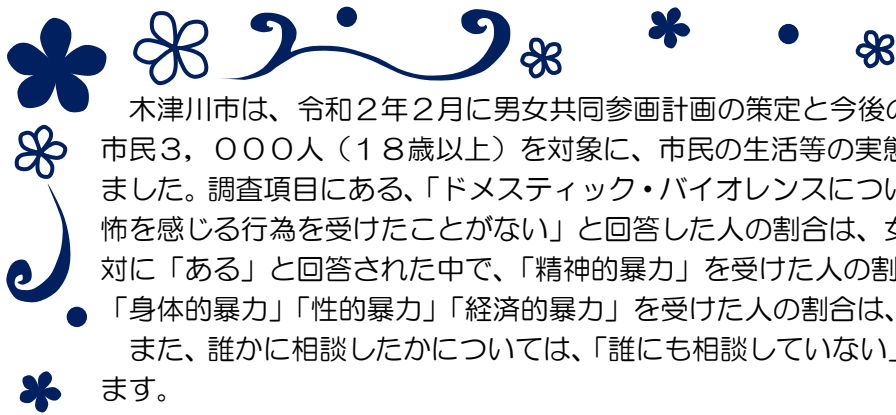 木津川市は、令和２年２月に男女共同参画計画の策定と今後の
市民３，０００人（１８歳以上）を対象に、市民の生活等の実態
ました。調査項目にある、「ドメスティック・バイオレンスについ
怖を感じる行為を受けたことがない」と回答した人の割合は、女
対に「ある」と回答された中で、「精神的暴力」を受けた人の割
「身体的暴力」「性的暴力」「経済的暴力」を受けた人の割合は、
また、誰かに相談したかについては、「誰にも相談していない」
ます。